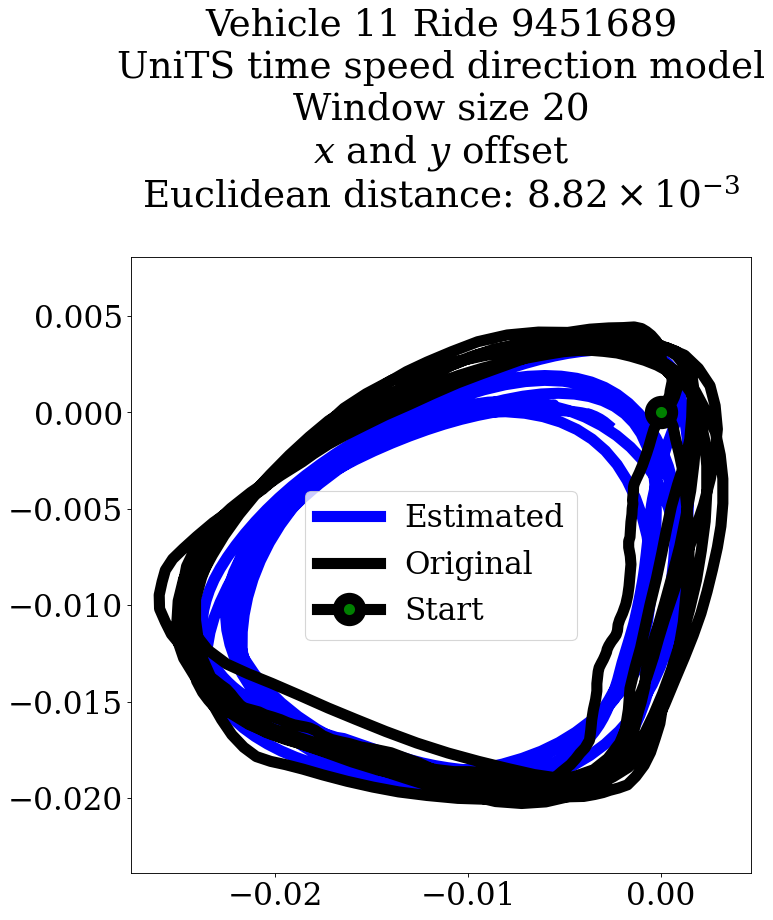 Vehicle 11 Ride 9451689
UniTS time speed direction model
Window size 20
x and y offset
Euclidean distance: 8.82 × 10⁻³
0.005
0.000
−0.005
−0.010
−0.015
−0.020
Estimated
Original
Start
−0.02
−0.01
0.00